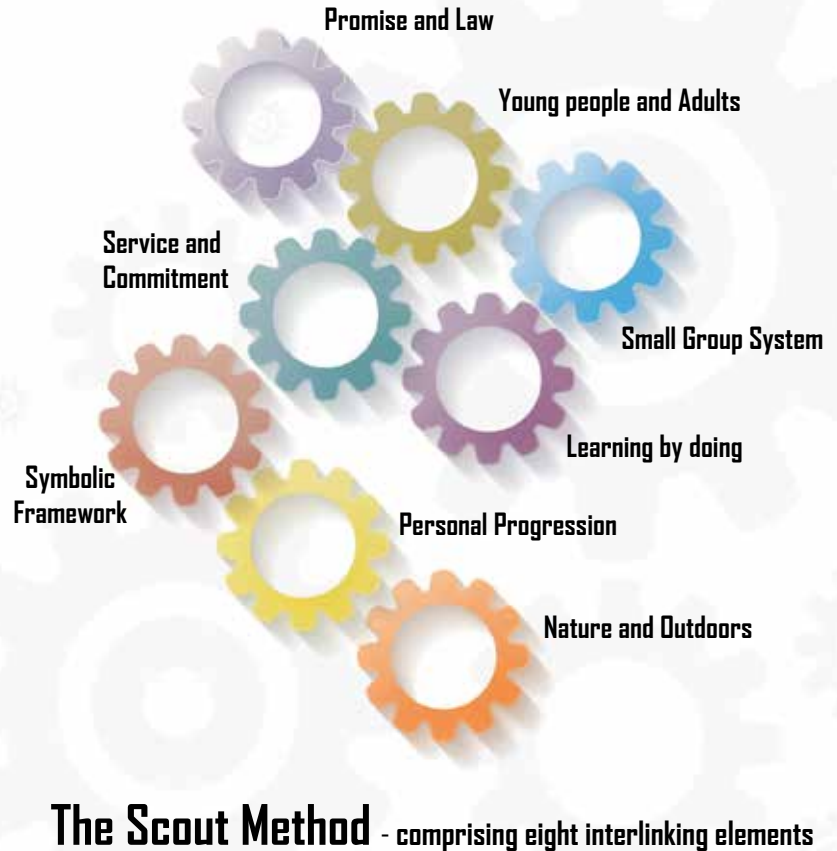 Promise and Law
Young people and Adults
Service and
Commitment
Small Group System
Learning by doing
Symbolic
Framework
Personal Progression
Nature and Outdoors
The Scout Method - comprising eight interlinking elements